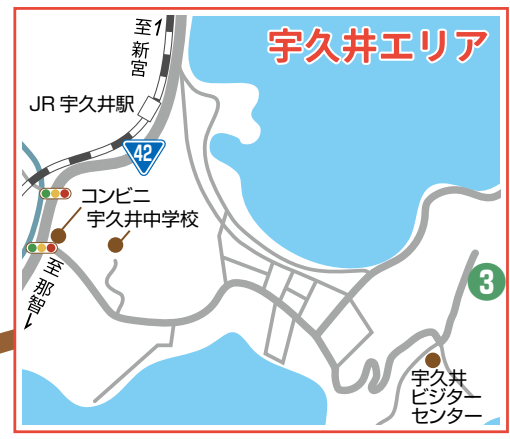 宇久井エリア
至
新宮
JR 宇久井駅
42
コンビニ
宇久井中学校
至
那智
3
宇久井
ビジター
センター